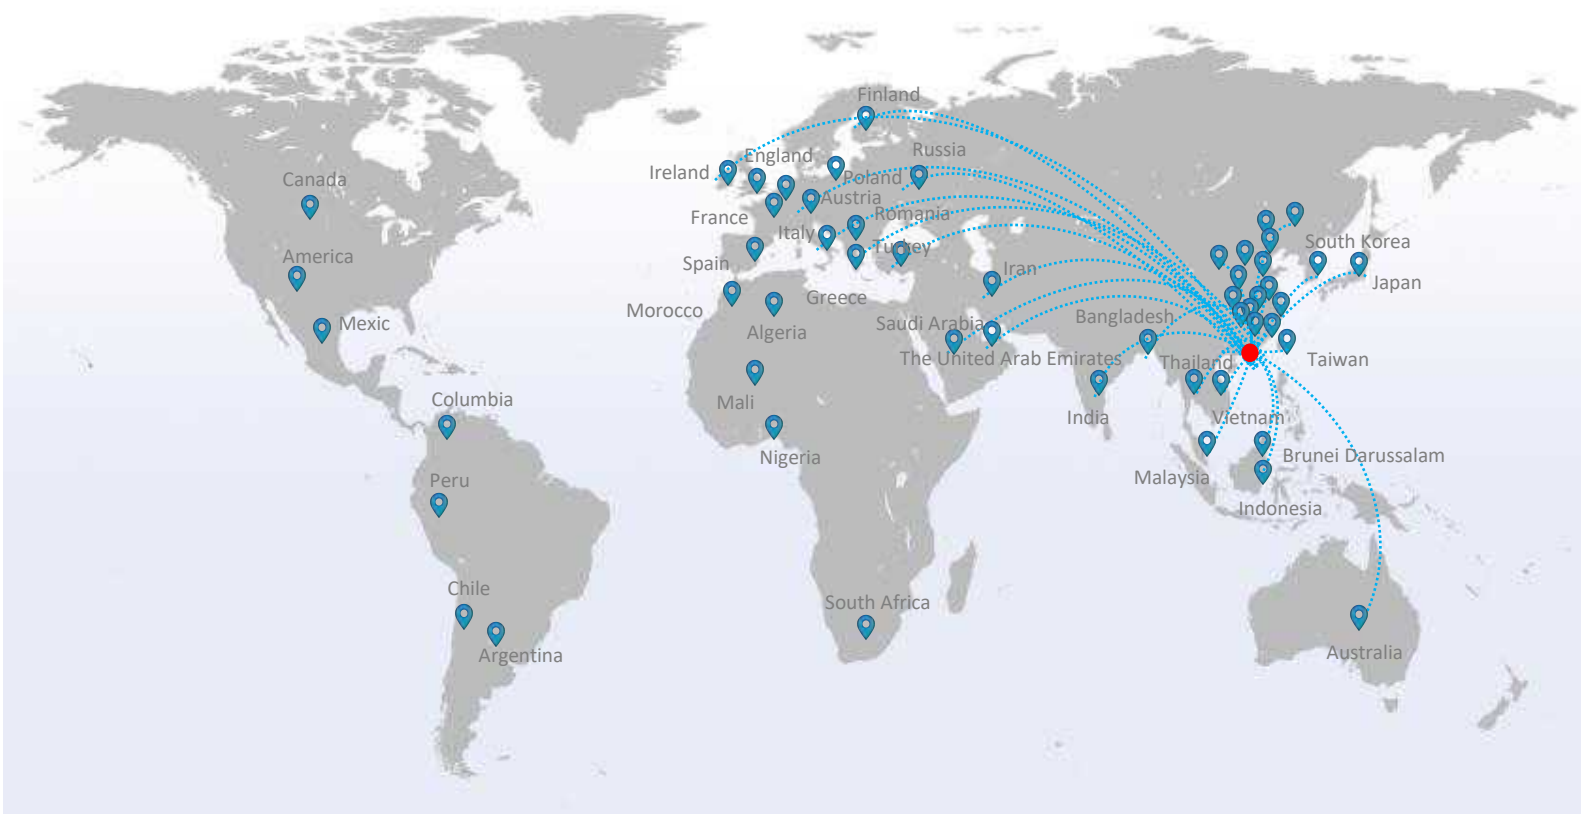 Finland
England
Russia
Ireland
Poland
Canada
Austria
France
Romania
Italy
South Korea
America
Turkey
Spain
Iran
Japan
Greece
Morocco
Mexic
Algeria
Saudi Arabia
Bangladesh
The United Arab Emirates
Thailand
Taiwan
Columbia
Mali
India
Vietnam
Nigeria
Brunei Darussalam
Peru
Malaysia
Indonesia
Chile
South Africa
Argentina
Australia